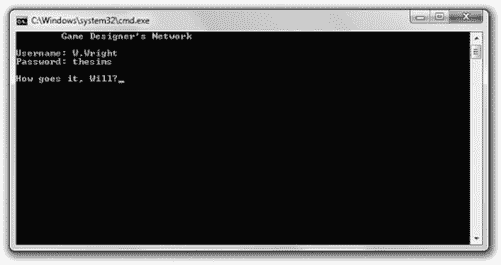 C:\Windows\system32\cmd.exe
Game Designer's Network
Username: W.Wright
Password: thesims
How goes it, Will?_